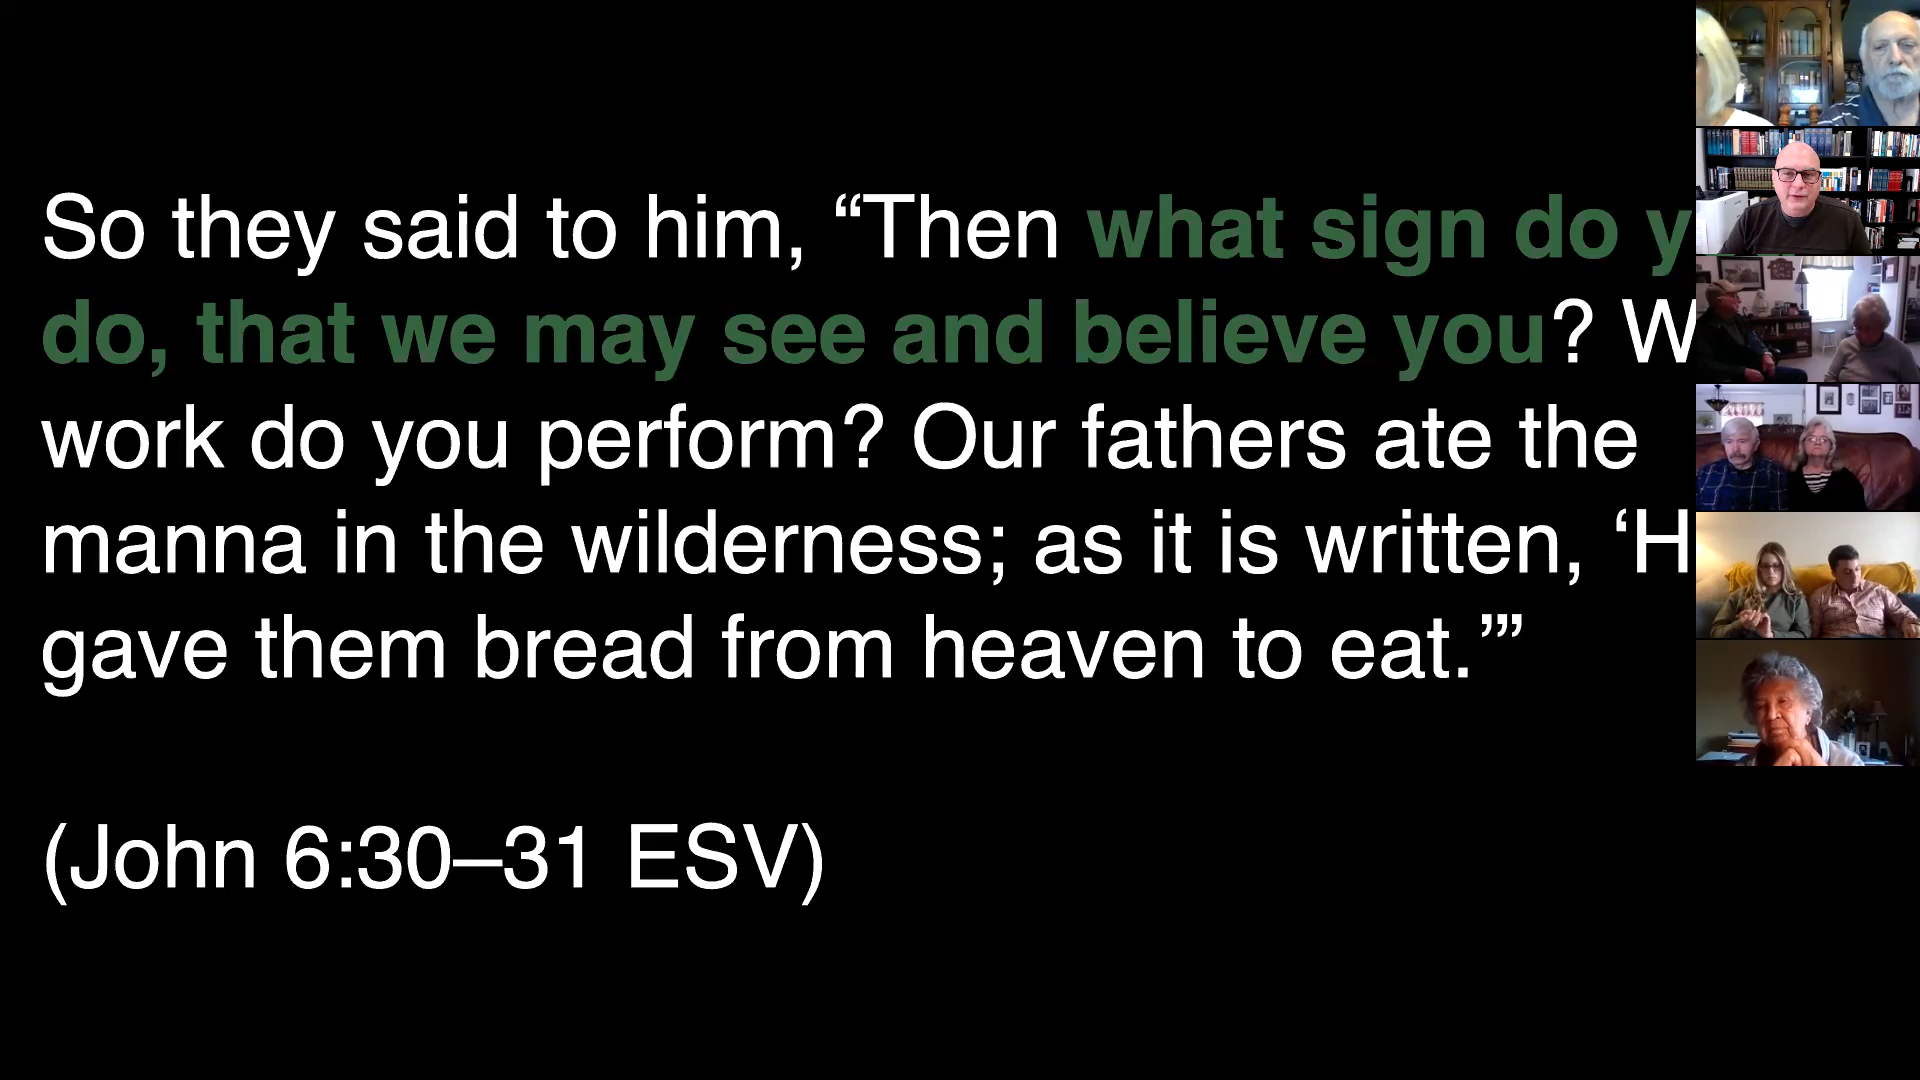 So they said to him, “Then what sign do y
do, that we may see and believe you? W
work do you perform? Our fathers ate the
manna in the wilderness; as it is written, ‘H
gave them bread from heaven to eat.’”
(John 6:30–31 ESV)